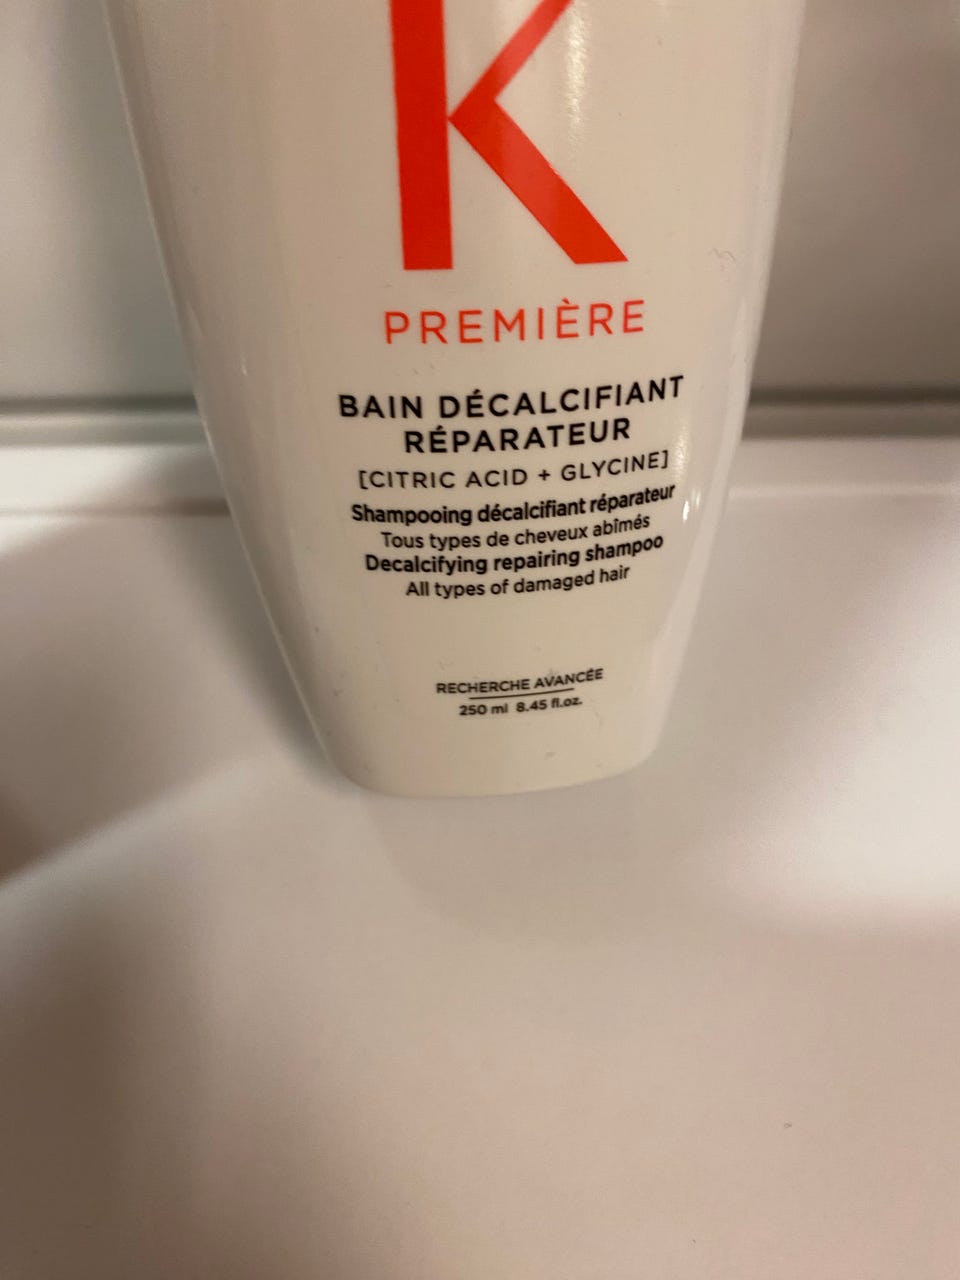 K
PREMIÈRE
BAIN DÉCALCIFIANT
RÉPARATEUR
[CITRIC ACID + GLYCINE]
Shampooing décalcifiant réparateur
Tous types de cheveux abîmés
Decalcifying repairing shampoo
All types of damaged hair
RECHERCHE AVANCÉE
250 ml 8.45 fl.oz.